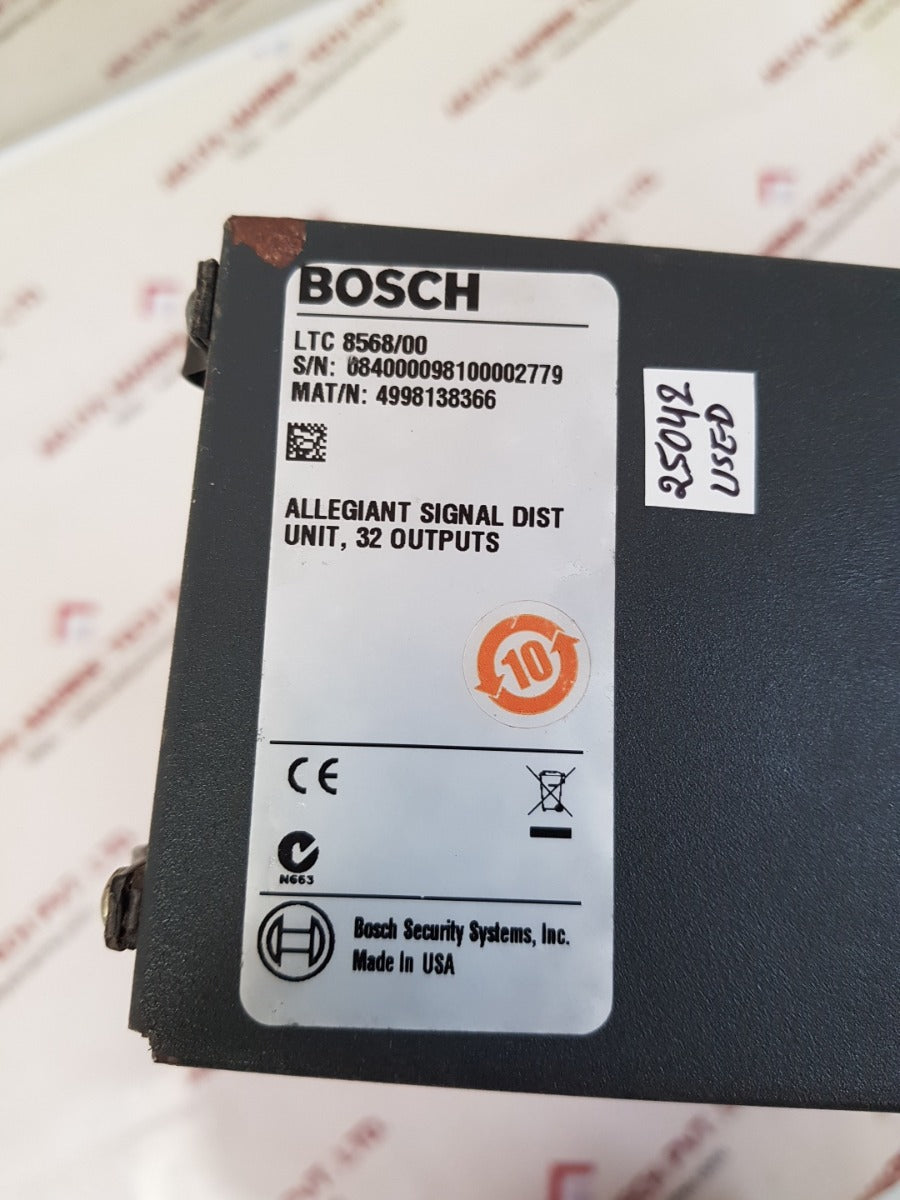 BOSCH
LTC 8568/00
S/N: 084000098100002779
MAT/N: 4998138366
ALLEGIANT SIGNAL DIST
UNIT, 32 OUTPUTS
10
CE
N663
Bosch Security Systems, Inc.
Made In USA
25042
USED